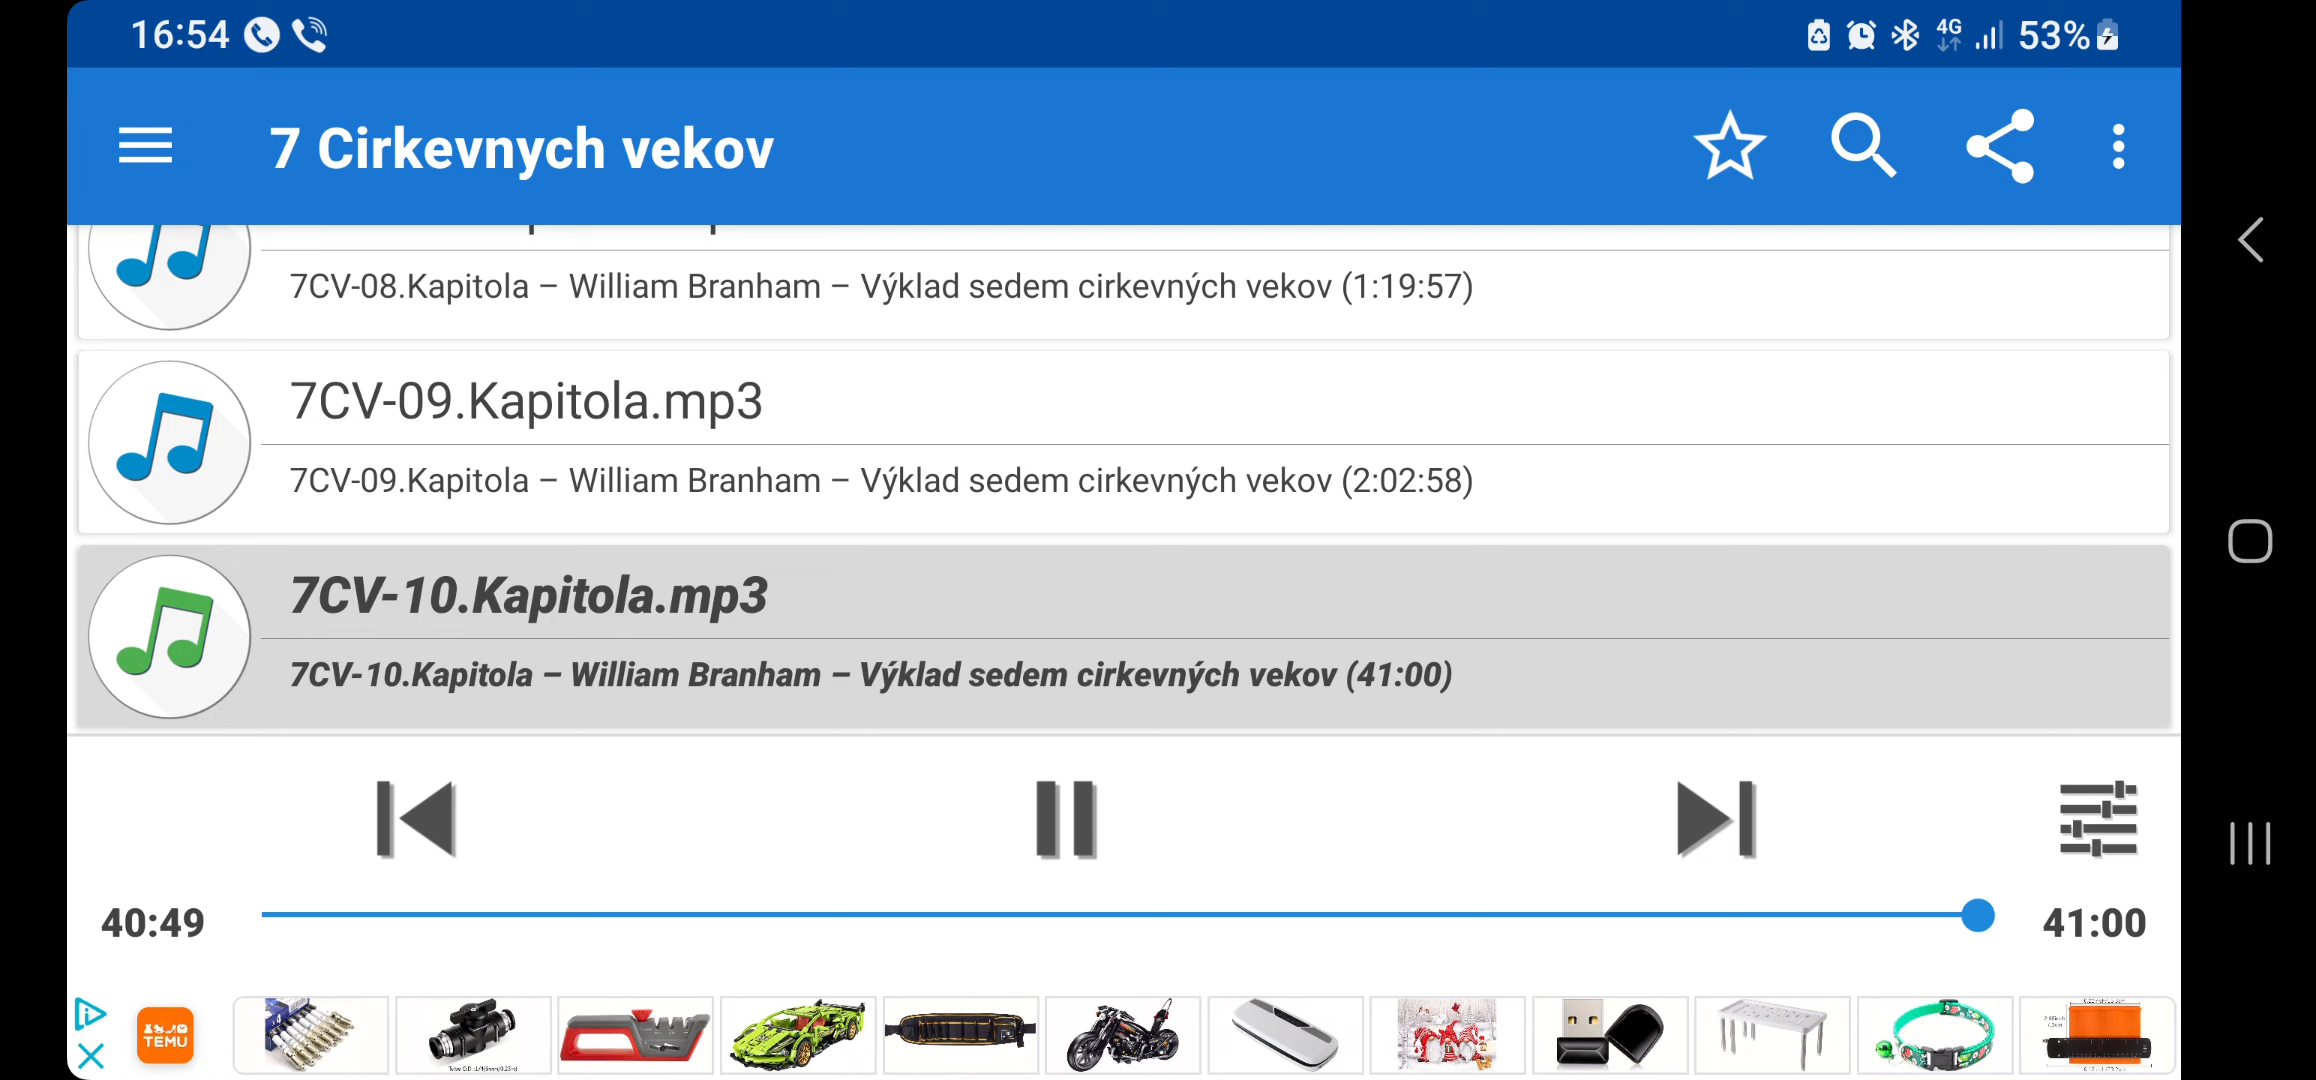 16:54
4G
53%
7 Cirkevnych vekov
7CV-08.Kapitola – William Branham – Výklad sedem cirkevných vekov (1:19:57)
7CV-09.Kapitola.mp3
7CV-09.Kapitola – William Branham – Výklad sedem cirkevných vekov (2:02:58)
7CV-10.Kapitola.mp3
7CV-10.Kapitola – William Branham – Výklad sedem cirkevných vekov (41:00)
40:49
41:00
TEMU